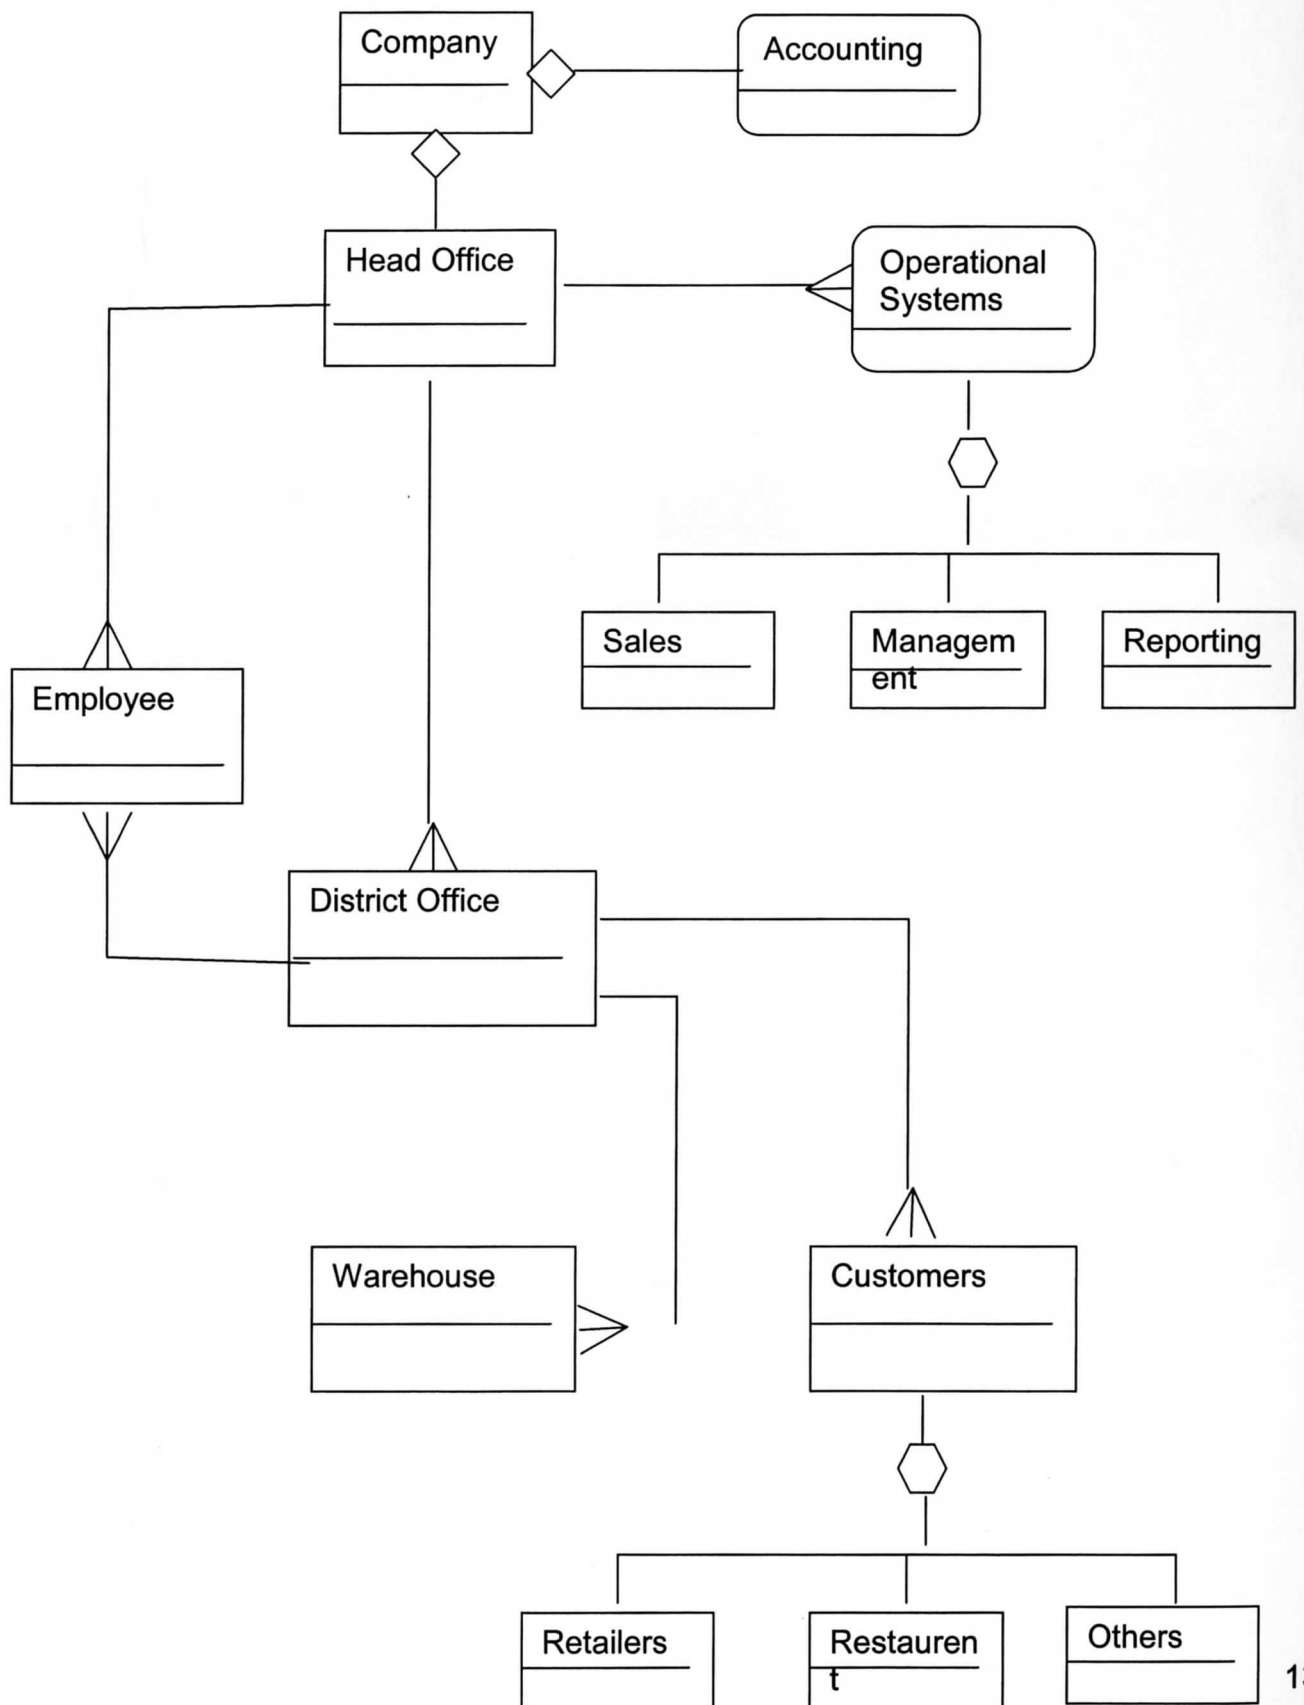 Company
Accounting
Head Office
Operational
Systems
Sales
Managem
ent
Reporting
Employee
District Office
Warehouse
Customers
Retailers
Restauren
t
Others